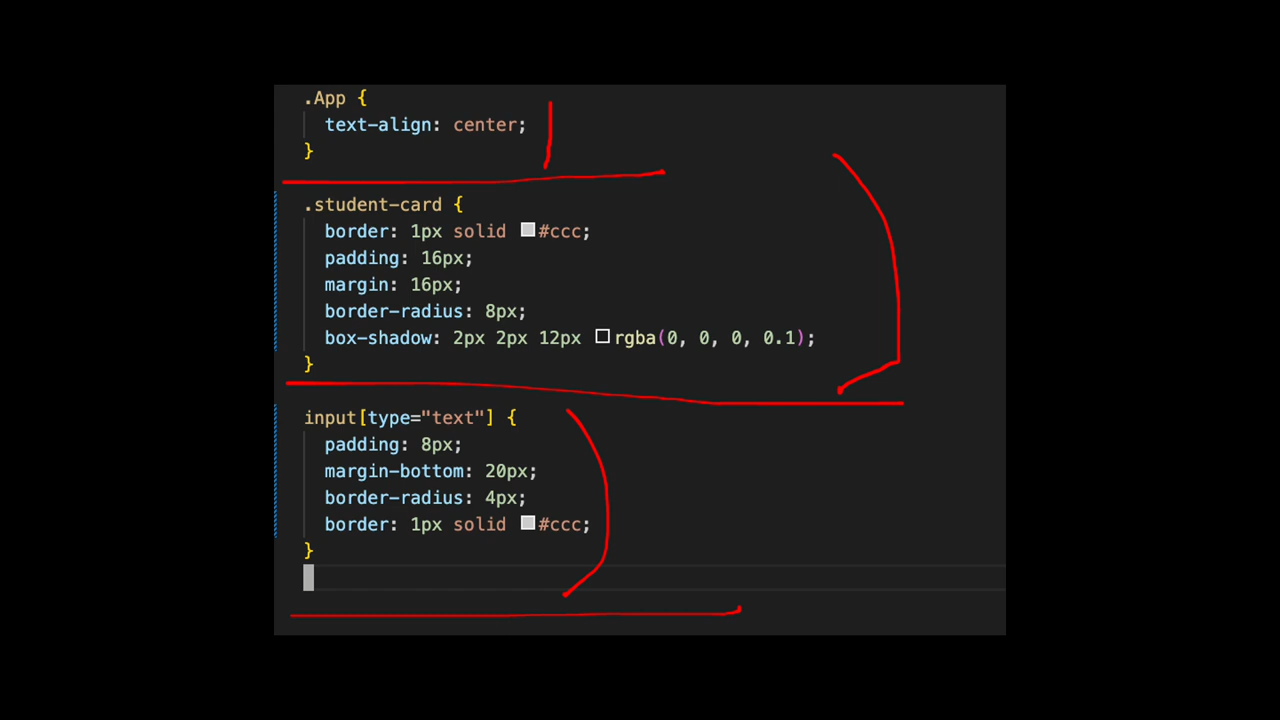 .App {
text-align: center;
}
.student-card {
border: 1px solid #ccc;
padding: 16px;
margin: 16px;
border-radius: 8px;
box-shadow: 2px 2px 12px rgba(0, 0, 0, 0.1);
}
input[type="text"] {
padding: 8px;
margin-bottom: 20px;
border-radius: 4px;
border: 1px solid #ccc;
}